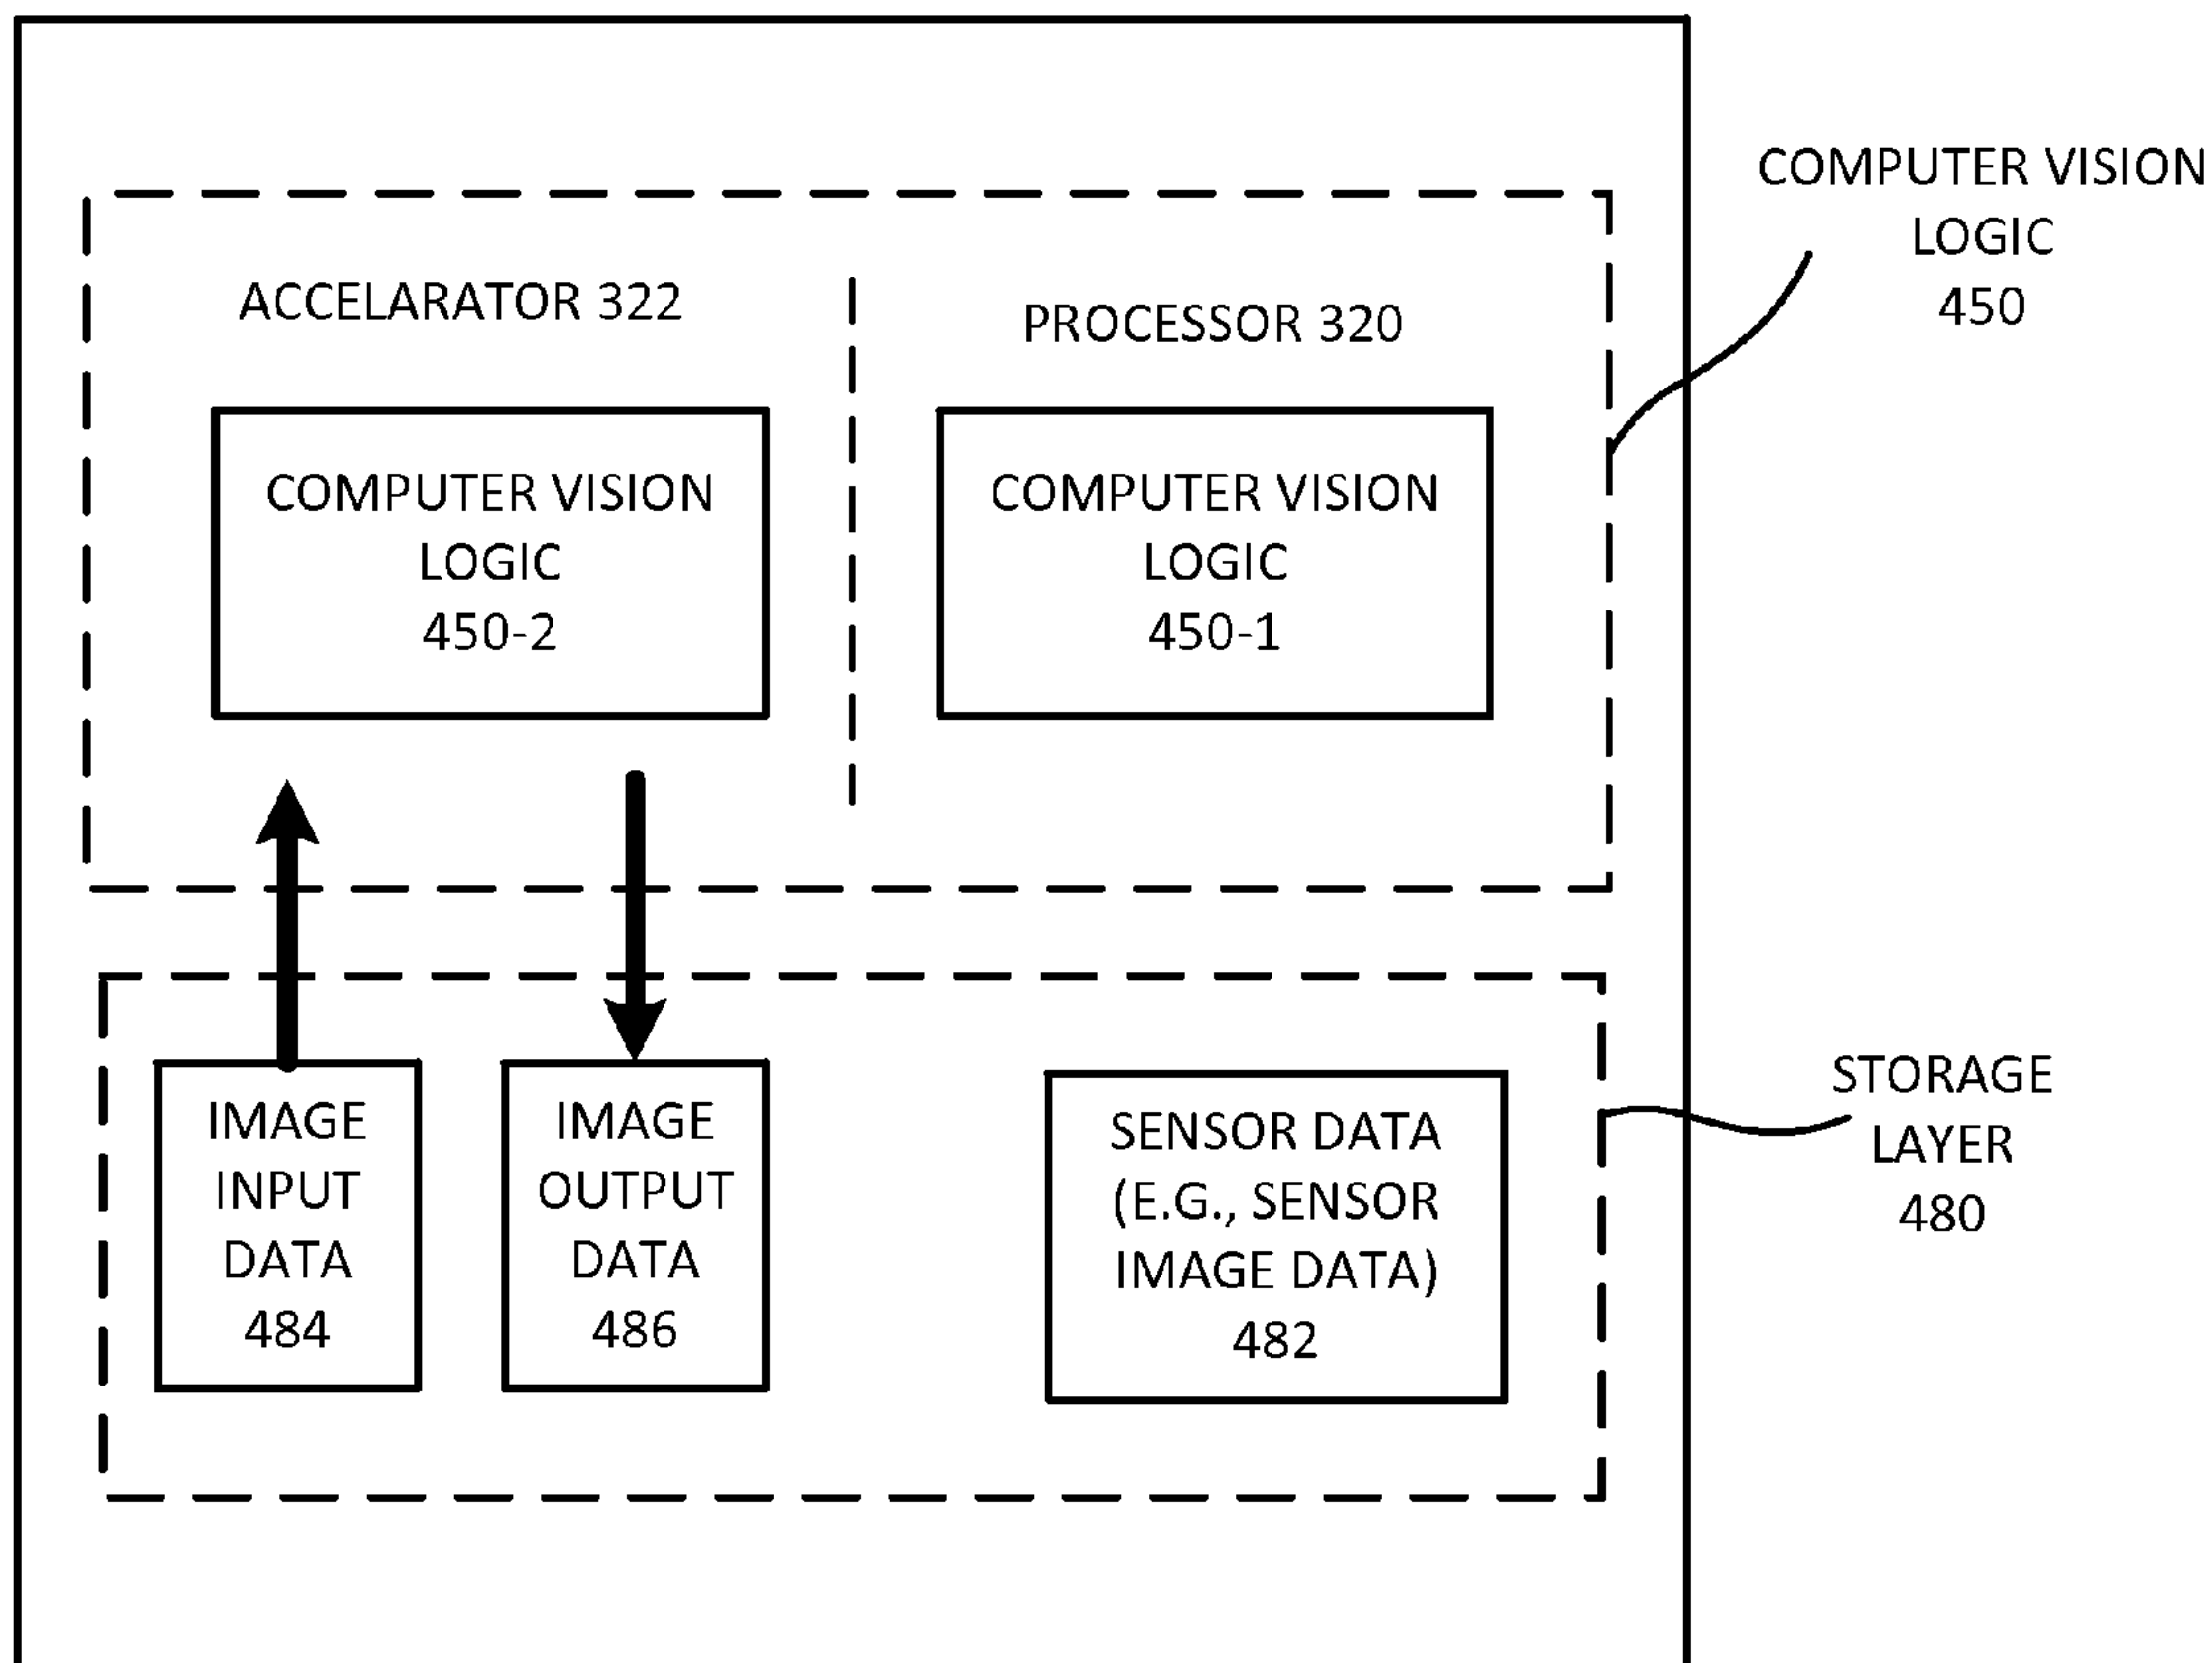 COMPUTER VISION
LOGIC
450
ACCELARATOR 322
PROCESSOR 320
COMPUTER VISION
LOGIC
450-2
COMPUTER VISION
LOGIC
450-1
IMAGE
INPUT
DATA
484
IMAGE
OUTPUT
DATA
486
SENSOR DATA
(E.G., SENSOR
IMAGE DATA)
482
STORAGE
LAYER
480